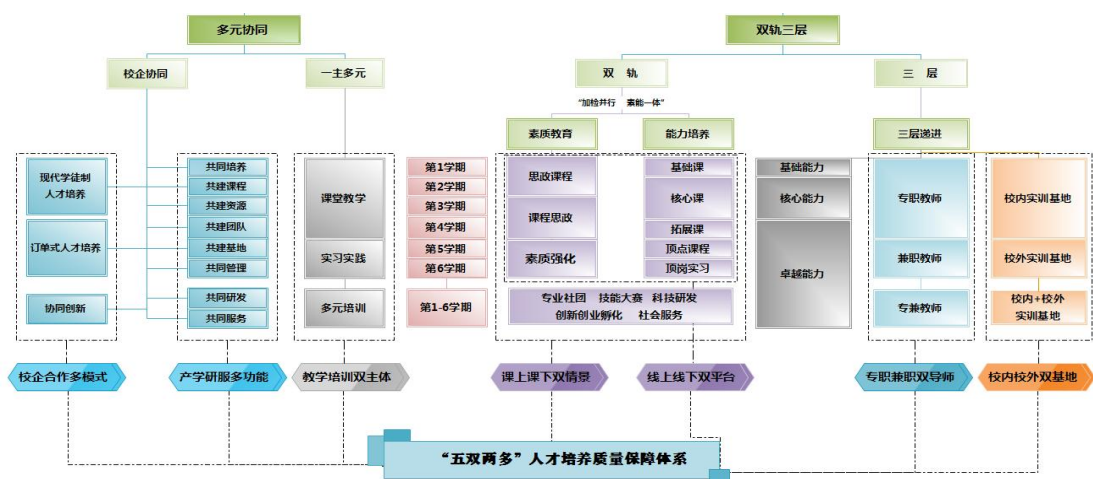 多元协同
双轨三层
校企协同
一主多元
双 轨
三 层
“加检并行 素能一体”
素质教育
能力培养
三层递进
现代学徒制
人才培养
订单式人才培养
协同创新
共同培养
共建课程
共建资源
共建团队
共建基地
共同管理
共同研发
共同服务
课堂教学
实习实践
多元培训
第1学期
第2学期
第3学期
第4学期
第5学期
第6学期
第1-6学期
思政课程
课程思政
素质强化
基础课
核心课
拓展课
顶点课程
顶岗实习
专业社团 技能大赛 科技研发
创新创业孵化 社会服务
基础能力
核心能力
卓越能力
专职教师
兼职教师
专兼教师
校内实训基地
校外实训基地
校内+校外
实训基地
校企合作多模式
产学研服多功能
教学培训双主体
课上课下双情景
线上线下双平台
专职兼职双导师
校内校外双基地
“五双两多”人才培养质量保障体系